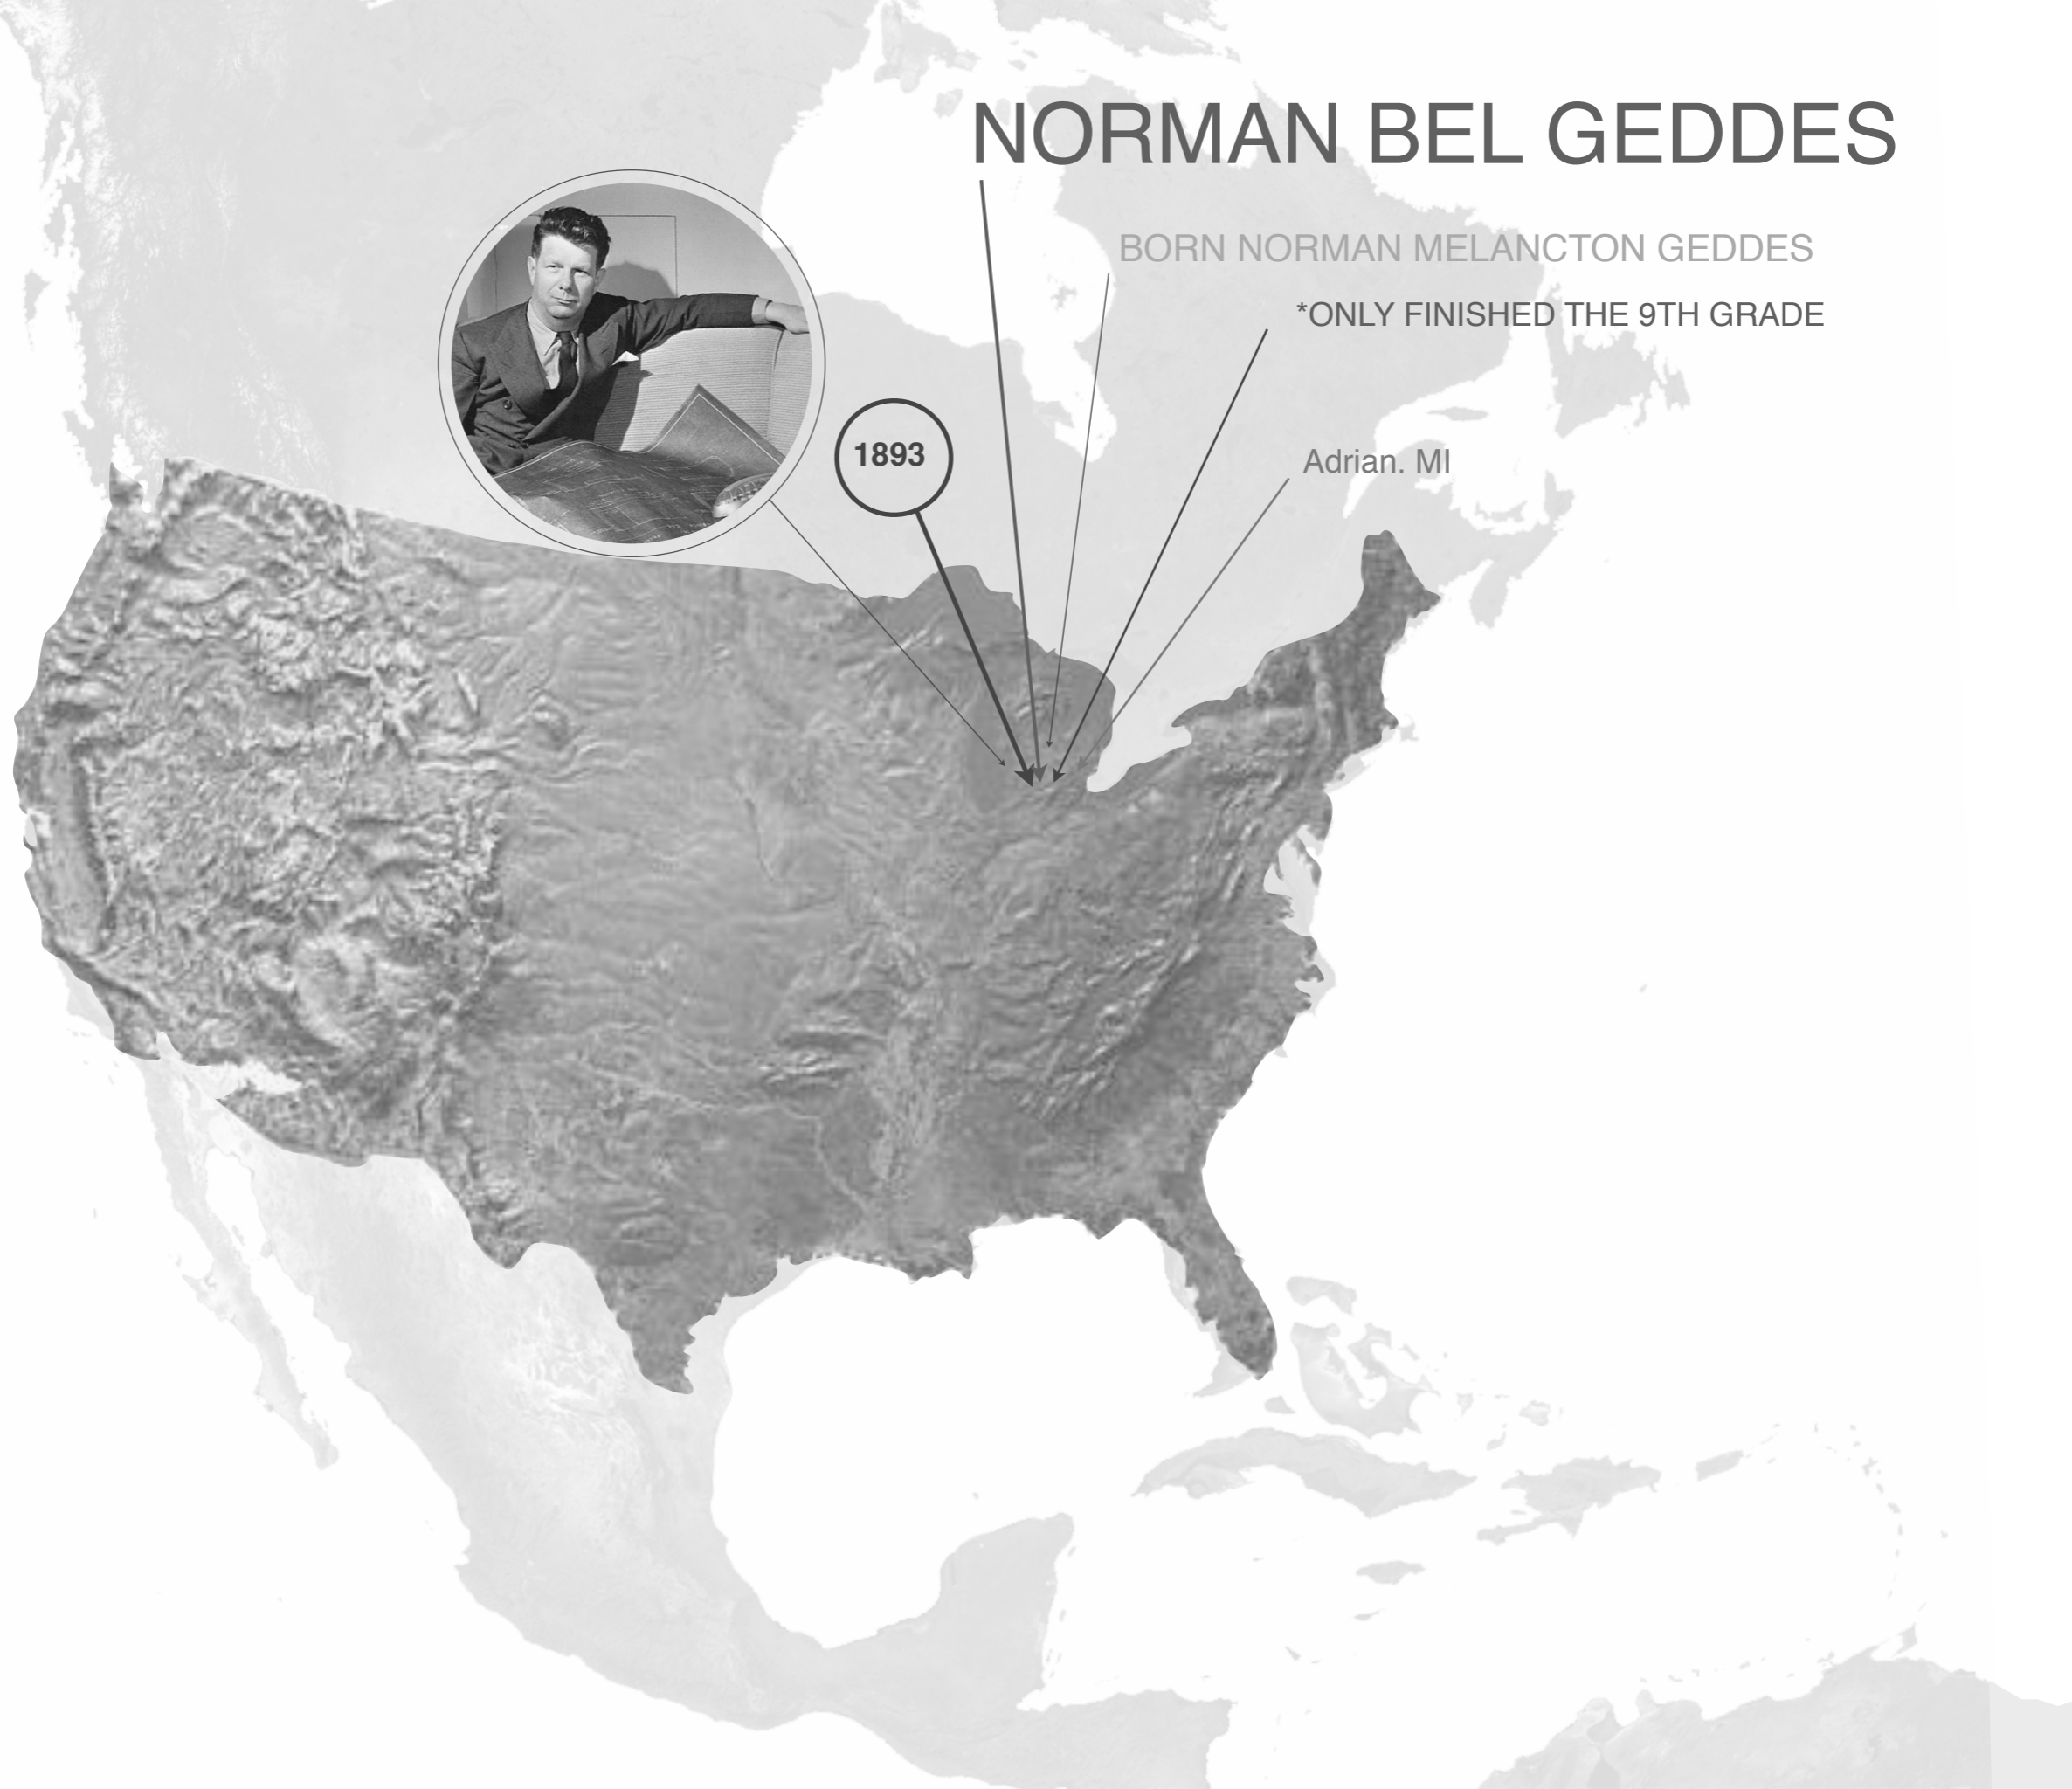 NORMAN BEL GEDDES
BORN NORMAN MELANCTON GEDDES
*ONLY FINISHED THE 9TH GRADE
1893
Adrian, MI